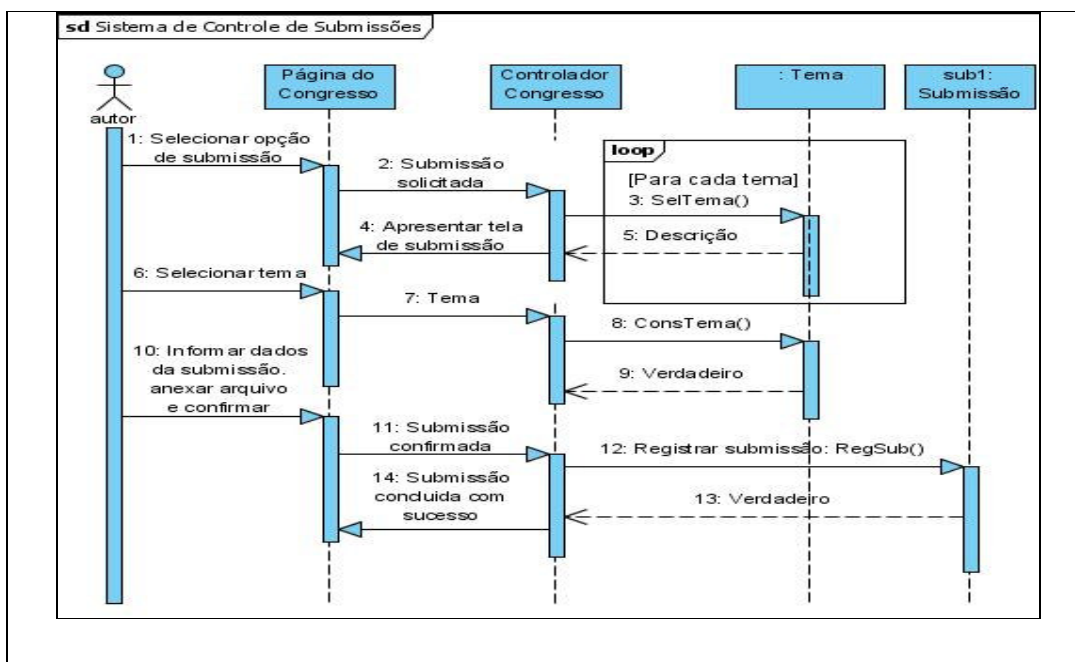 sd Sistema de Controle de Submissões
autor
Página do
Congresso
Controlador
Congresso
: Tema
sub1:
Submissão
1: Selecionar opção
de submissão
2: Submissão
solicitada
loop
[Para cada tema]
3: SelTema()
4: Apresentar tela
de submissão
5: Descrição
6: Selecionar tema
7: Tema
8: ConsTema()
9: Verdadeiro
10: Informar dados
da submissão.
anexar arquivo
e confirmar
11: Submissão
confirmada
12: Registrar submissão: RegSub()
13: Verdadeiro
14: Submissão
concluida com
sucesso